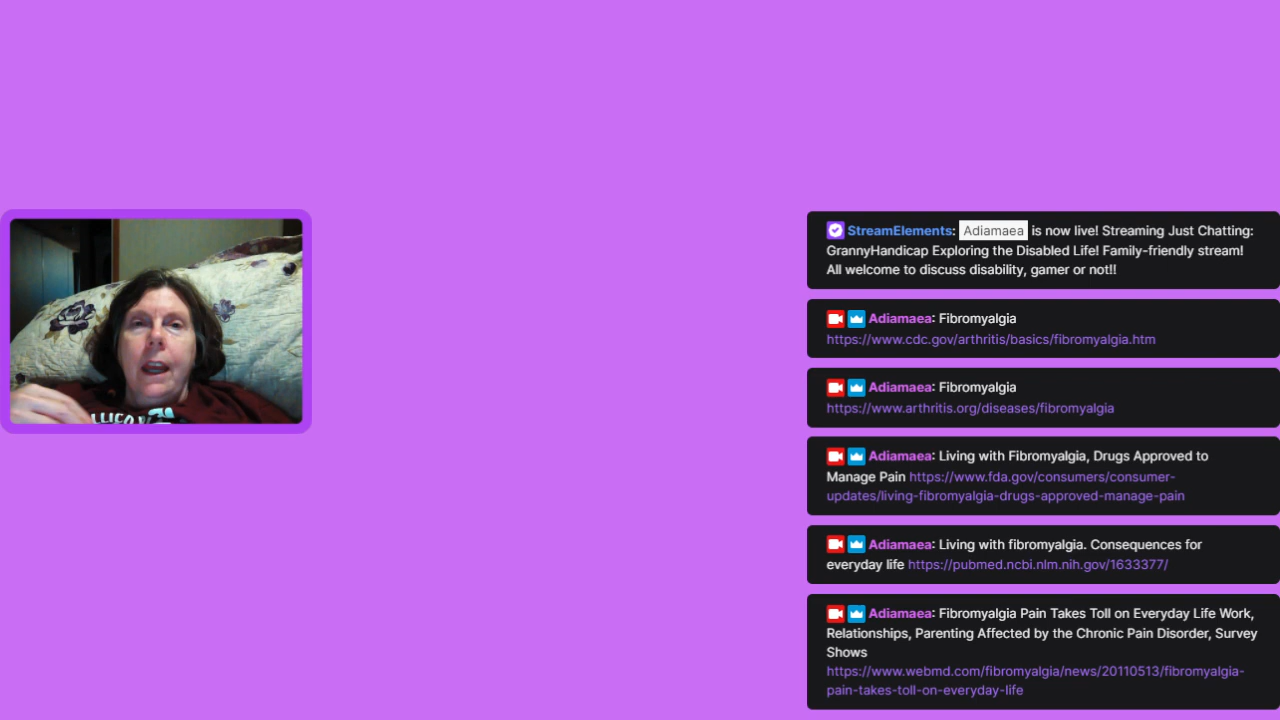 StreamElements: Adiamaea is now live! Streaming Just Chatting:
GrannyHandicap Exploring the Disabled Life! Family-friendly stream!
All welcome to discuss disability, gamer or not!!
Adiamaea: Fibromyalgia
https://www.cdc.gov/arthritis/basics/fibromyalgia.htm
Adiamaea: Fibromyalgia
https://www.arthritis.org/diseases/fibromyalgia
Adiamaea: Living with Fibromyalgia, Drugs Approved to
Manage Pain https://www.fda.gov/consumers/consumer-
updates/living-fibromyalgia-drugs-approved-manage-pain
Adiamaea: Living with fibromyalgia. Consequences for
everyday life https://pubmed.ncbi.nlm.nih.gov/1633377/
Adiamaea: Fibromyalgia Pain Takes Toll on Everyday Life Work,
Relationships, Parenting Affected by the Chronic Pain Disorder, Survey
Shows
https://www.webmd.com/fibromyalgia/news/20110513/fibromyalgia-
pain-takes-toll-on-everyday-life